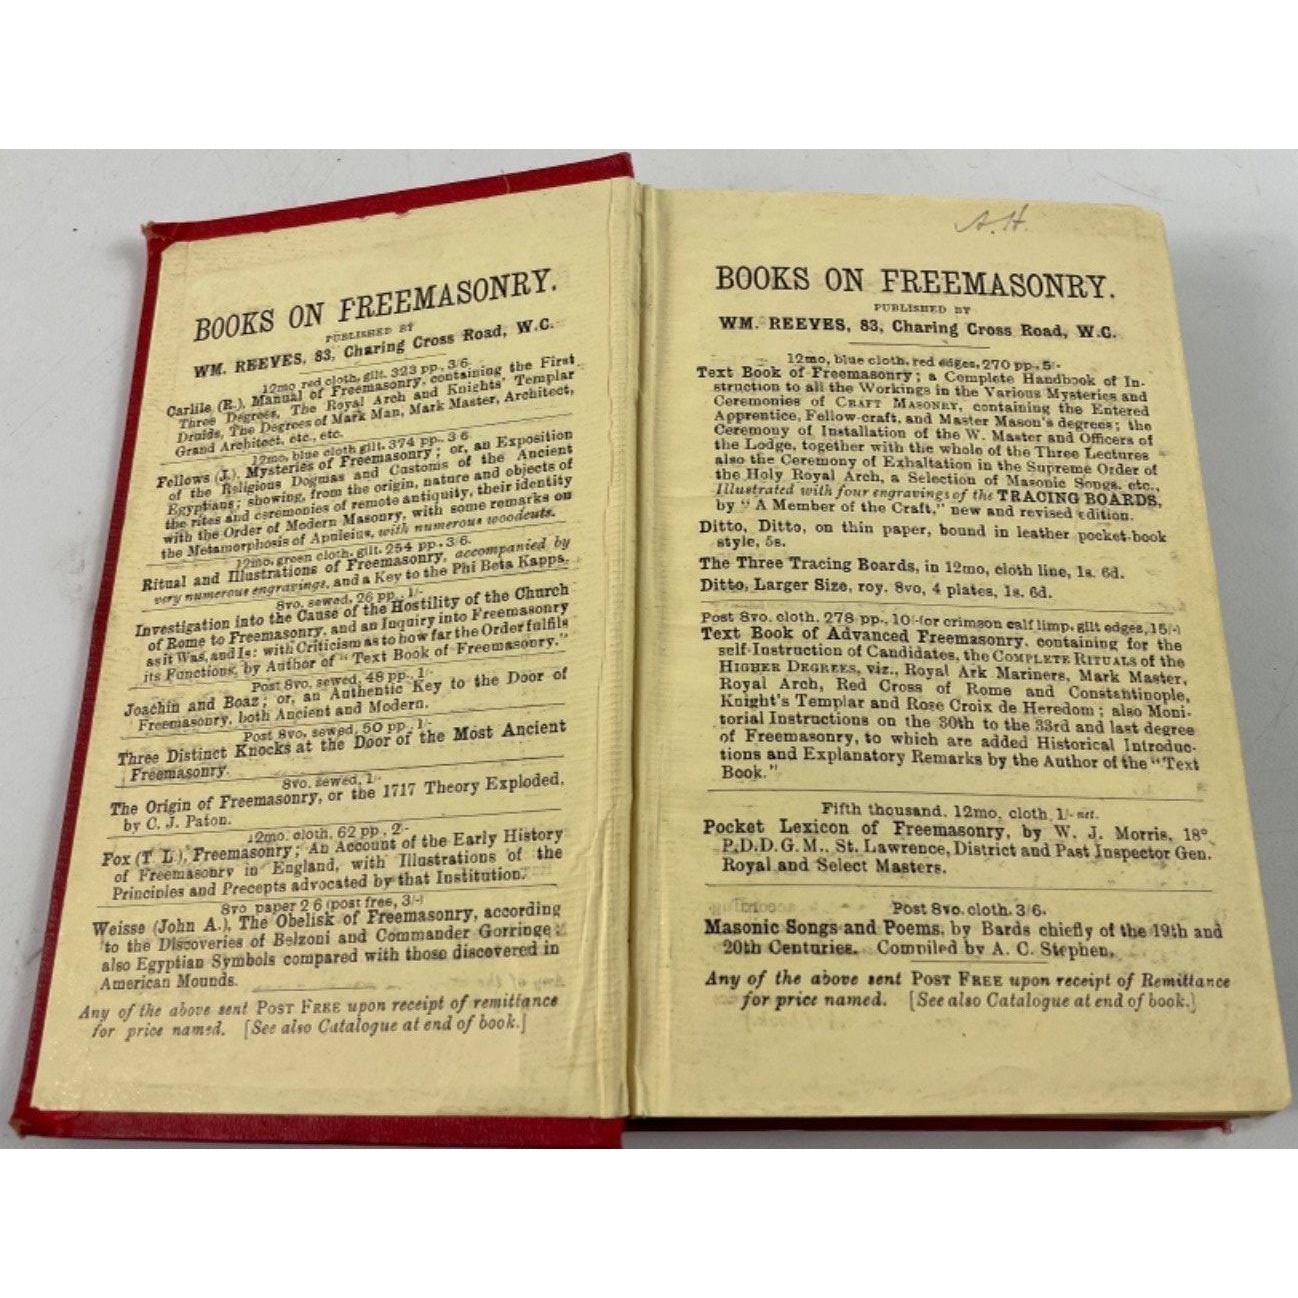 BOOKS ON FREEMASONRY.
PUBLISHED BY
WM. REEVES, 83, Charing Cross Road, W.C.
12mo red cloth, gilt. 323 pp., 3/6.
Carlile (R.), Manual of Freemasonry, containing the First
Three Degrees, The Royal Arch and Knights' Templar
Druids, The Degrees of Mark Man, Mark Master, Architect,
Grand Architect, etc., etc.
12mo, blue cloth gilt. 374 pp. 3 6
Fellows (J.), Mysteries of Freemasonry; or, an Exposition
of the Religious Dogmas and Customs of the Ancient
Egyptians; showing, from the origin, nature and objects of
the rites and ceremonies of remote antiquity, their identity
with the Order of Modern Masonry, with some remarks on
the Metamorphosis of Apuleius, with numerous woodcuts.
12mo, green cloth, gilt. 254 pp. 3/6.
Ritual and Illustrations of Freemasonry, accompanied by
very numerous engravings, and a Key to the Phi Beta Kappa.
8vo, sewed, 26 pp., 1/-
Investigation into the Cause of the Hostility of the Church
of Rome to Freemasonry, and an Inquiry into Freemasonry
as it Was, and Is: with Criticism as to how far the Order fulfils
its Functions, by Author of "Text Book of Freemasonry."
Post 8vo, sewed, 48 pp., 1/-
Joachin and Boaz; or, an Authentic Key to the Door of
Freemasonry, both Ancient and Modern.
Post 8vo, sewed, 50 pp., 1/-
Three Distinct Knocks at the Door of the Most Ancient
Freemasonry.
8vo. sewed, 1/-
The Origin of Freemasonry, or the 1717 Theory Exploded,
by C. J. Paton.
12mo. cloth, 62 pp, 2/-
Fox (T. L.), Freemasonry; An Account of the Early History
of Freemasonry in England, with Illustrations of the
Principles and Precepts advocated by that Institution.
8vo paper 2 6 (post free, 3/-)
Weisse (John A.), The Obelisk of Freemasonry, according
to the Discoveries of Belzoni and Commander Gorringe:
also Egyptian Symbols compared with those discovered in
American Mounds.
Any of the above sent POST FREE upon receipt of remittance
for price named. [See also Catalogue at end of book.]
A.H.
BOOKS ON FREEMASONRY.
PUBLISHED BY
WM. REEVES, 83, Charing Cross Road, W.C.
12mo, blue cloth, red edges, 270 pp., 5/-
Text Book of Freemasonry; a Complete Handbook of In-
struction to all the Workings in the Various Mysteries and
Ceremonies of CRAFT MASONRY, containing the Entered
Apprentice, Fellow-craft, and Master Mason's degrees; the
Ceremony of Installation of the W. Master and Officers of
the Lodge, together with the whole of the Three Lectures
also the Ceremony of Exhaltation in the Supreme Order of
the Holy Royal Arch, a Selection of Masonic Songs, etc.,
Illustrated with four engravings of the TRACING BOARDS,
by "A Member of the Craft," new and revised edition.
Ditto, Ditto, on thin paper, bound in leather pocket-book
style, 5s.
The Three Tracing Boards, in 12mo, cloth line, 1s. 6d.
Ditto, Larger Size, roy. 8vo, 4 plates, 1s. 6d.
Post 8vo. cloth. 278 pp., 10/-(or crimson calf limp, gilt edges, 15/-)
Text Book of Advanced Freemasonry, containing for the
self-Instruction of Candidates, the COMPLETE RITUALS of the
HIGHER DEGREES, viz., Royal Ark Mariners, Mark Master,
Royal Arch, Red Cross of Rome and Constantinople,
Knight's Templar and Rose Croix de Heredom; also Moni-
torial Instructions on the 30th to the 33rd and last degree
of Freemasonry, to which are added Historical Introduc-
tions and Explanatory Remarks by the Author of the "Text
Book."
Fifth thousand. 12mo, cloth, 1/- net.
Pocket Lexicon of Freemasonry, by W. J. Morris, 18°
P.D.D.G.M., St. Lawrence, District and Past Inspector Gen.
Royal and Select Masters.
Post 8vo. cloth. 3/6.
Masonic Songs and Poems, by Bards chiefly of the 19th and
20th Centuries. Compiled by A. C. Stephen,
Any of the above sent POST FREE upon receipt of Remittance
for price named. [See also Catalogue at end of book.]